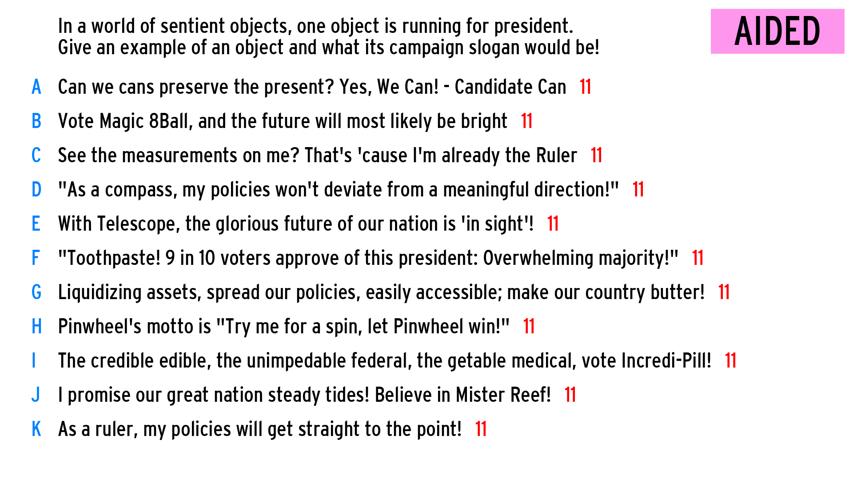 In a world of sentient objects, one object is running for president.
Give an example of an object and what its campaign slogan would be!
AIDED
A Can we cans preserve the present? Yes, We Can! - Candidate Can 11
B Vote Magic 8Ball, and the future will most likely be bright 11
C See the measurements on me? That's 'cause I'm already the Ruler 11
D "As a compass, my policies won't deviate from a meaningful direction!" 11
E With Telescope, the glorious future of our nation is 'in sight'! 11
F "Toothpaste! 9 in 10 voters approve of this president: Overwhelming majority!" 11
G Liquidizing assets, spread our policies, easily accessible; make our country butter! 11
H Pinwheel's motto is "Try me for a spin, let Pinwheel win!" 11
I The credible edible, the unimpedable federal, the getable medical, vote Incredi-Pill! 11
J I promise our great nation steady tides! Believe in Mister Reef! 11
K As a ruler, my policies will get straight to the point! 11